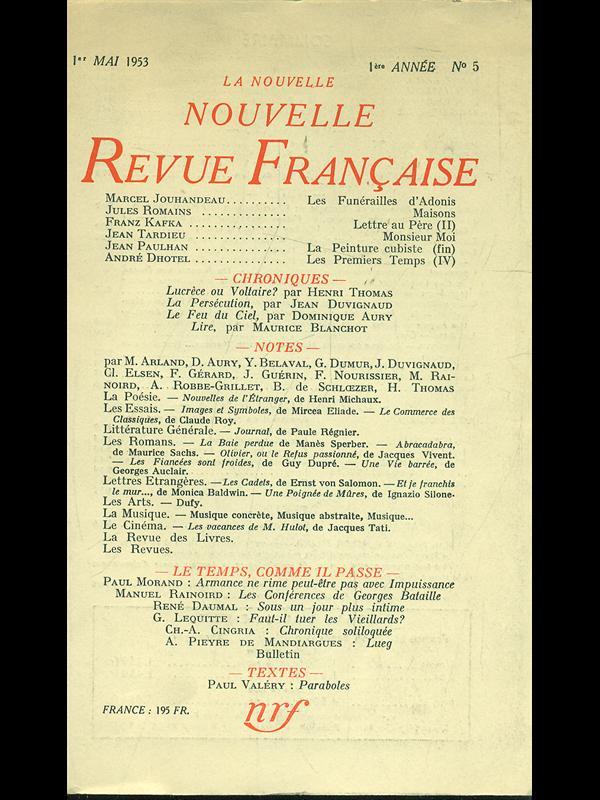 1er MAI 1953
1ère ANNÉE No 5
LA NOUVELLE
NOUVELLE
REVUE FRANÇAISE
MARCEL JOUHANDEAU.......... Les Funérailles d'Adonis
JULES ROMAINS .............. Maisons
FRANZ KAFKA ................ Lettre au Père (II)
JEAN TARDIEU ............... Monsieur Moi
JEAN PAULHAN ............... La Peinture cubiste (fin)
ANDRÉ DHOTEL ............... Les Premiers Temps (IV)
— CHRONIQUES —
Lucrèce ou Voltaire? par HENRI THOMAS
La Persécution, par JEAN DUVIGNAUD
Le Feu du Ciel, par DOMINIQUE AURY
Lire, par MAURICE BLANCHOT
— NOTES —
par M. ARLAND, D. AURY, Y. BELAVAL, G. DUMUR, J. DUVIGNAUD,
CL. ELSEN, F. GÉRARD, J. GUÉRIN, F. NOURISSIER, M. RAI-
NOIRD, A. ROBBE-GRILLET, B. de SCHLŒZER, H. THOMAS
La Poésie. — Nouvelles de l'Étranger, de Henri Michaux.
Les Essais. — Images et Symboles, de Mircea Eliade. — Le Commerce des
Classiques, de Claude Roy.
Littérature Générale. — Journal, de Paule Régnier.
Les Romans. — La Baie perdue de Manès Sperber. — Abracadabra,
de Maurice Sachs. — Olivier, ou le Refus passionné, de Jacques Vivent.
— Les Fiancées sont froides, de Guy Dupré. — Une Vie barrée, de
Georges Auclair.
Lettres Etrangères. — Les Cadets, de Ernst von Salomon. — Et je franchis
le mur..., de Monica Baldwin. — Une Poignée de Mûres, de Ignazio Silone.
Les Arts. — Dufy.
La Musique. — Musique concrète, Musique abstraite, Musique...
Le Cinéma. — Les vacances de M. Hulot, de Jacques Tati.
La Revue des Livres.
Les Revues.
— LE TEMPS, COMME IL PASSE —
PAUL MORAND : Armance ne rime peut-être pas avec Impuissance
MANUEL RAINOIRD : Les Conférences de Georges Bataille
RENÉ DAUMAL : Sous un jour plus intime
G. LEQUITTE : Faut-il tuer les Vieillards?
CH.-A. CINGRIA : Chronique soliloquée
A. PIEYRE DE MANDIARGUES : Lueg
Bulletin
— TEXTES —
PAUL VALÉRY : Paraboles
FRANCE : 195 FR.
nrf